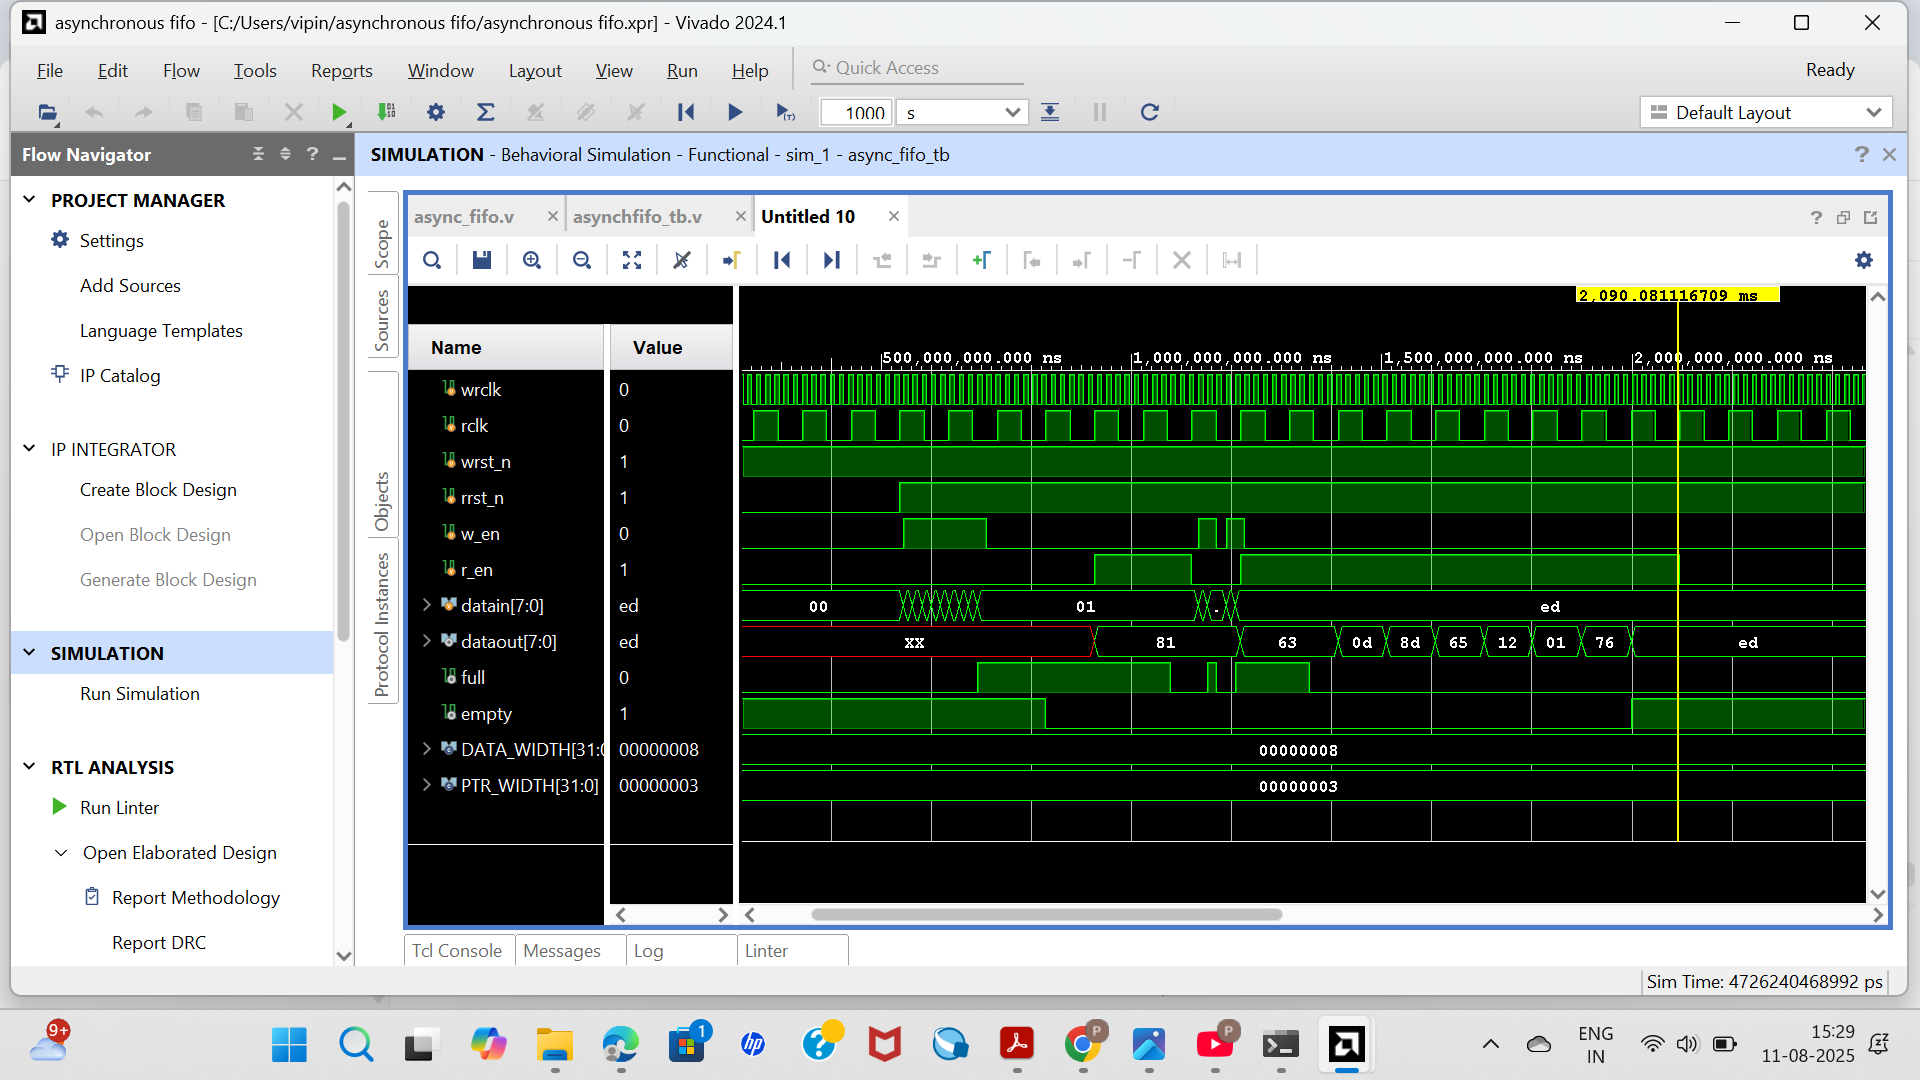 asynchronous fifo - [C:/Users/vipin/asynchronous fifo/asynchronous fifo.xpr] - Vivado 2024.1
File Edit Flow Tools Reports Window Layout View Run Help Quick Access Ready
1000 s Default Layout
Flow Navigator
SIMULATION - Behavioral Simulation - Functional - sim_1 - async_fifo_tb
PROJECT MANAGER
Settings
Add Sources
Language Templates
IP Catalog
IP INTEGRATOR
Create Block Design
Open Block Design
Generate Block Design
SIMULATION
Run Simulation
RTL ANALYSIS
Run Linter
Open Elaborated Design
Report Methodology
Report DRC
Scope
Sources
Objects
Protocol Instances
async_fifo.v asynchfifo_tb.v Untitled 10
2,090.081116709 ms
Name Value
500,000,000.000 ns 1,000,000,000.000 ns 1,500,000,000.000 ns 2,000,000,000.000 ns
wrclk 0
rclk 0
wrst_n 1
rrst_n 1
w_en 0
r_en 1
datain[7:0] ed 00 01 . ed
dataout[7:0] ed XX 81 63 0d 8d 65 12 01 76 ed
full 0
empty 1
DATA_WIDTH[31:0 00000008 00000008
PTR_WIDTH[31:0] 00000003 00000003
Tcl Console Messages Log Linter
Sim Time: 4726240468992 ps
9+
1
hp
P
P
ENG
IN
15:29
11-08-2025